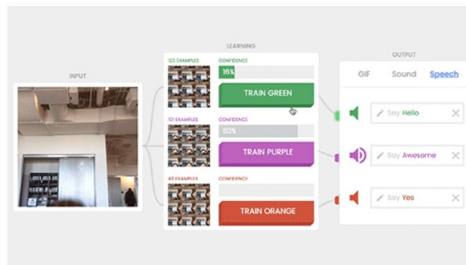 INPUT
LEARNING
OUTPUT
CONFIDENCE
16%
TRAIN GREEN
CONFIDENCE
TRAIN PURPLE
CONFIDENCE
TRAIN ORANGE
GIF Sound Speech
Say Hello
Say Awesome
Say Yes